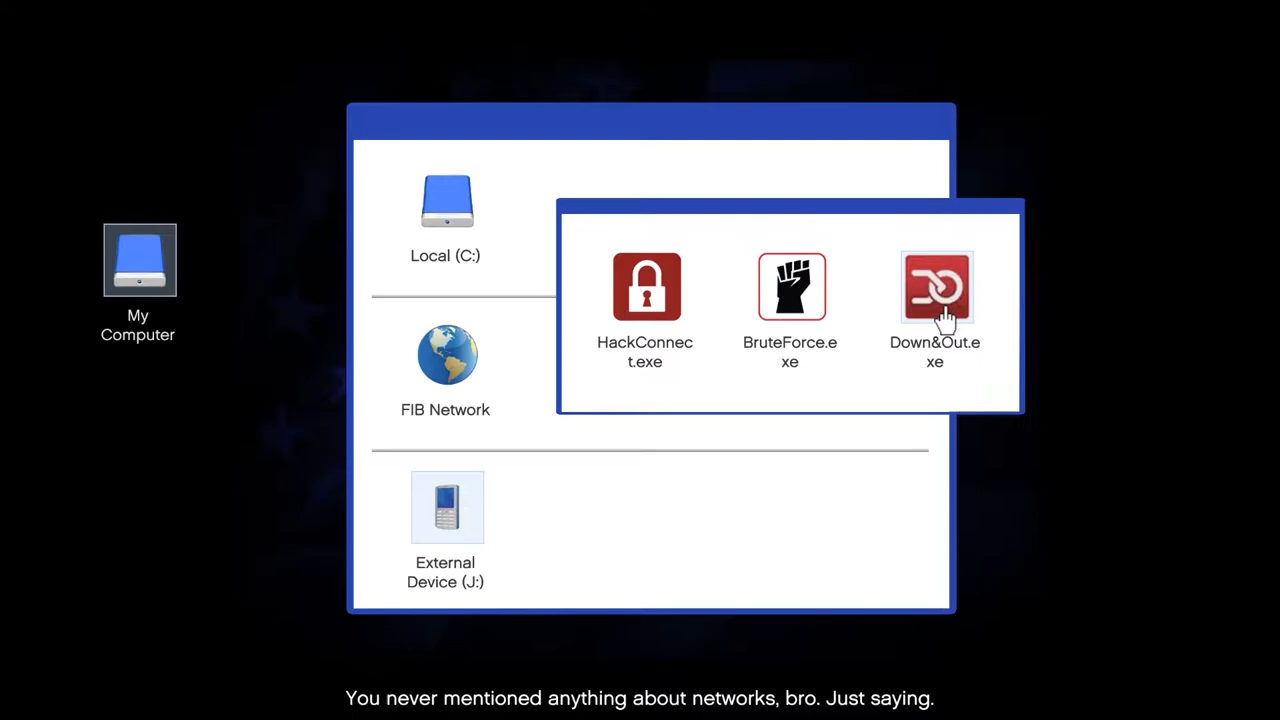 My
Computer
Local (C:)
FIB Network
External
Device (J:)
HackConnec
t.exe
BruteForce.e
xe
Down&Out.e
xe
You never mentioned anything about networks, bro. Just saying.